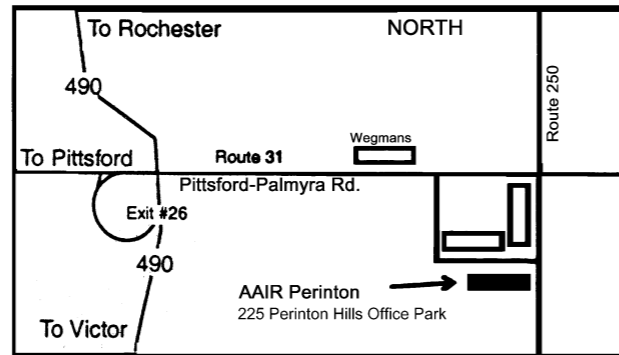 To Rochester
NORTH
490
Route 250
Wegmans
To Pittsford
Route 31
Pittsford-Palmyra Rd.
Exit #26
490
AAIR Perinton
225 Perinton Hills Office Park
To Victor